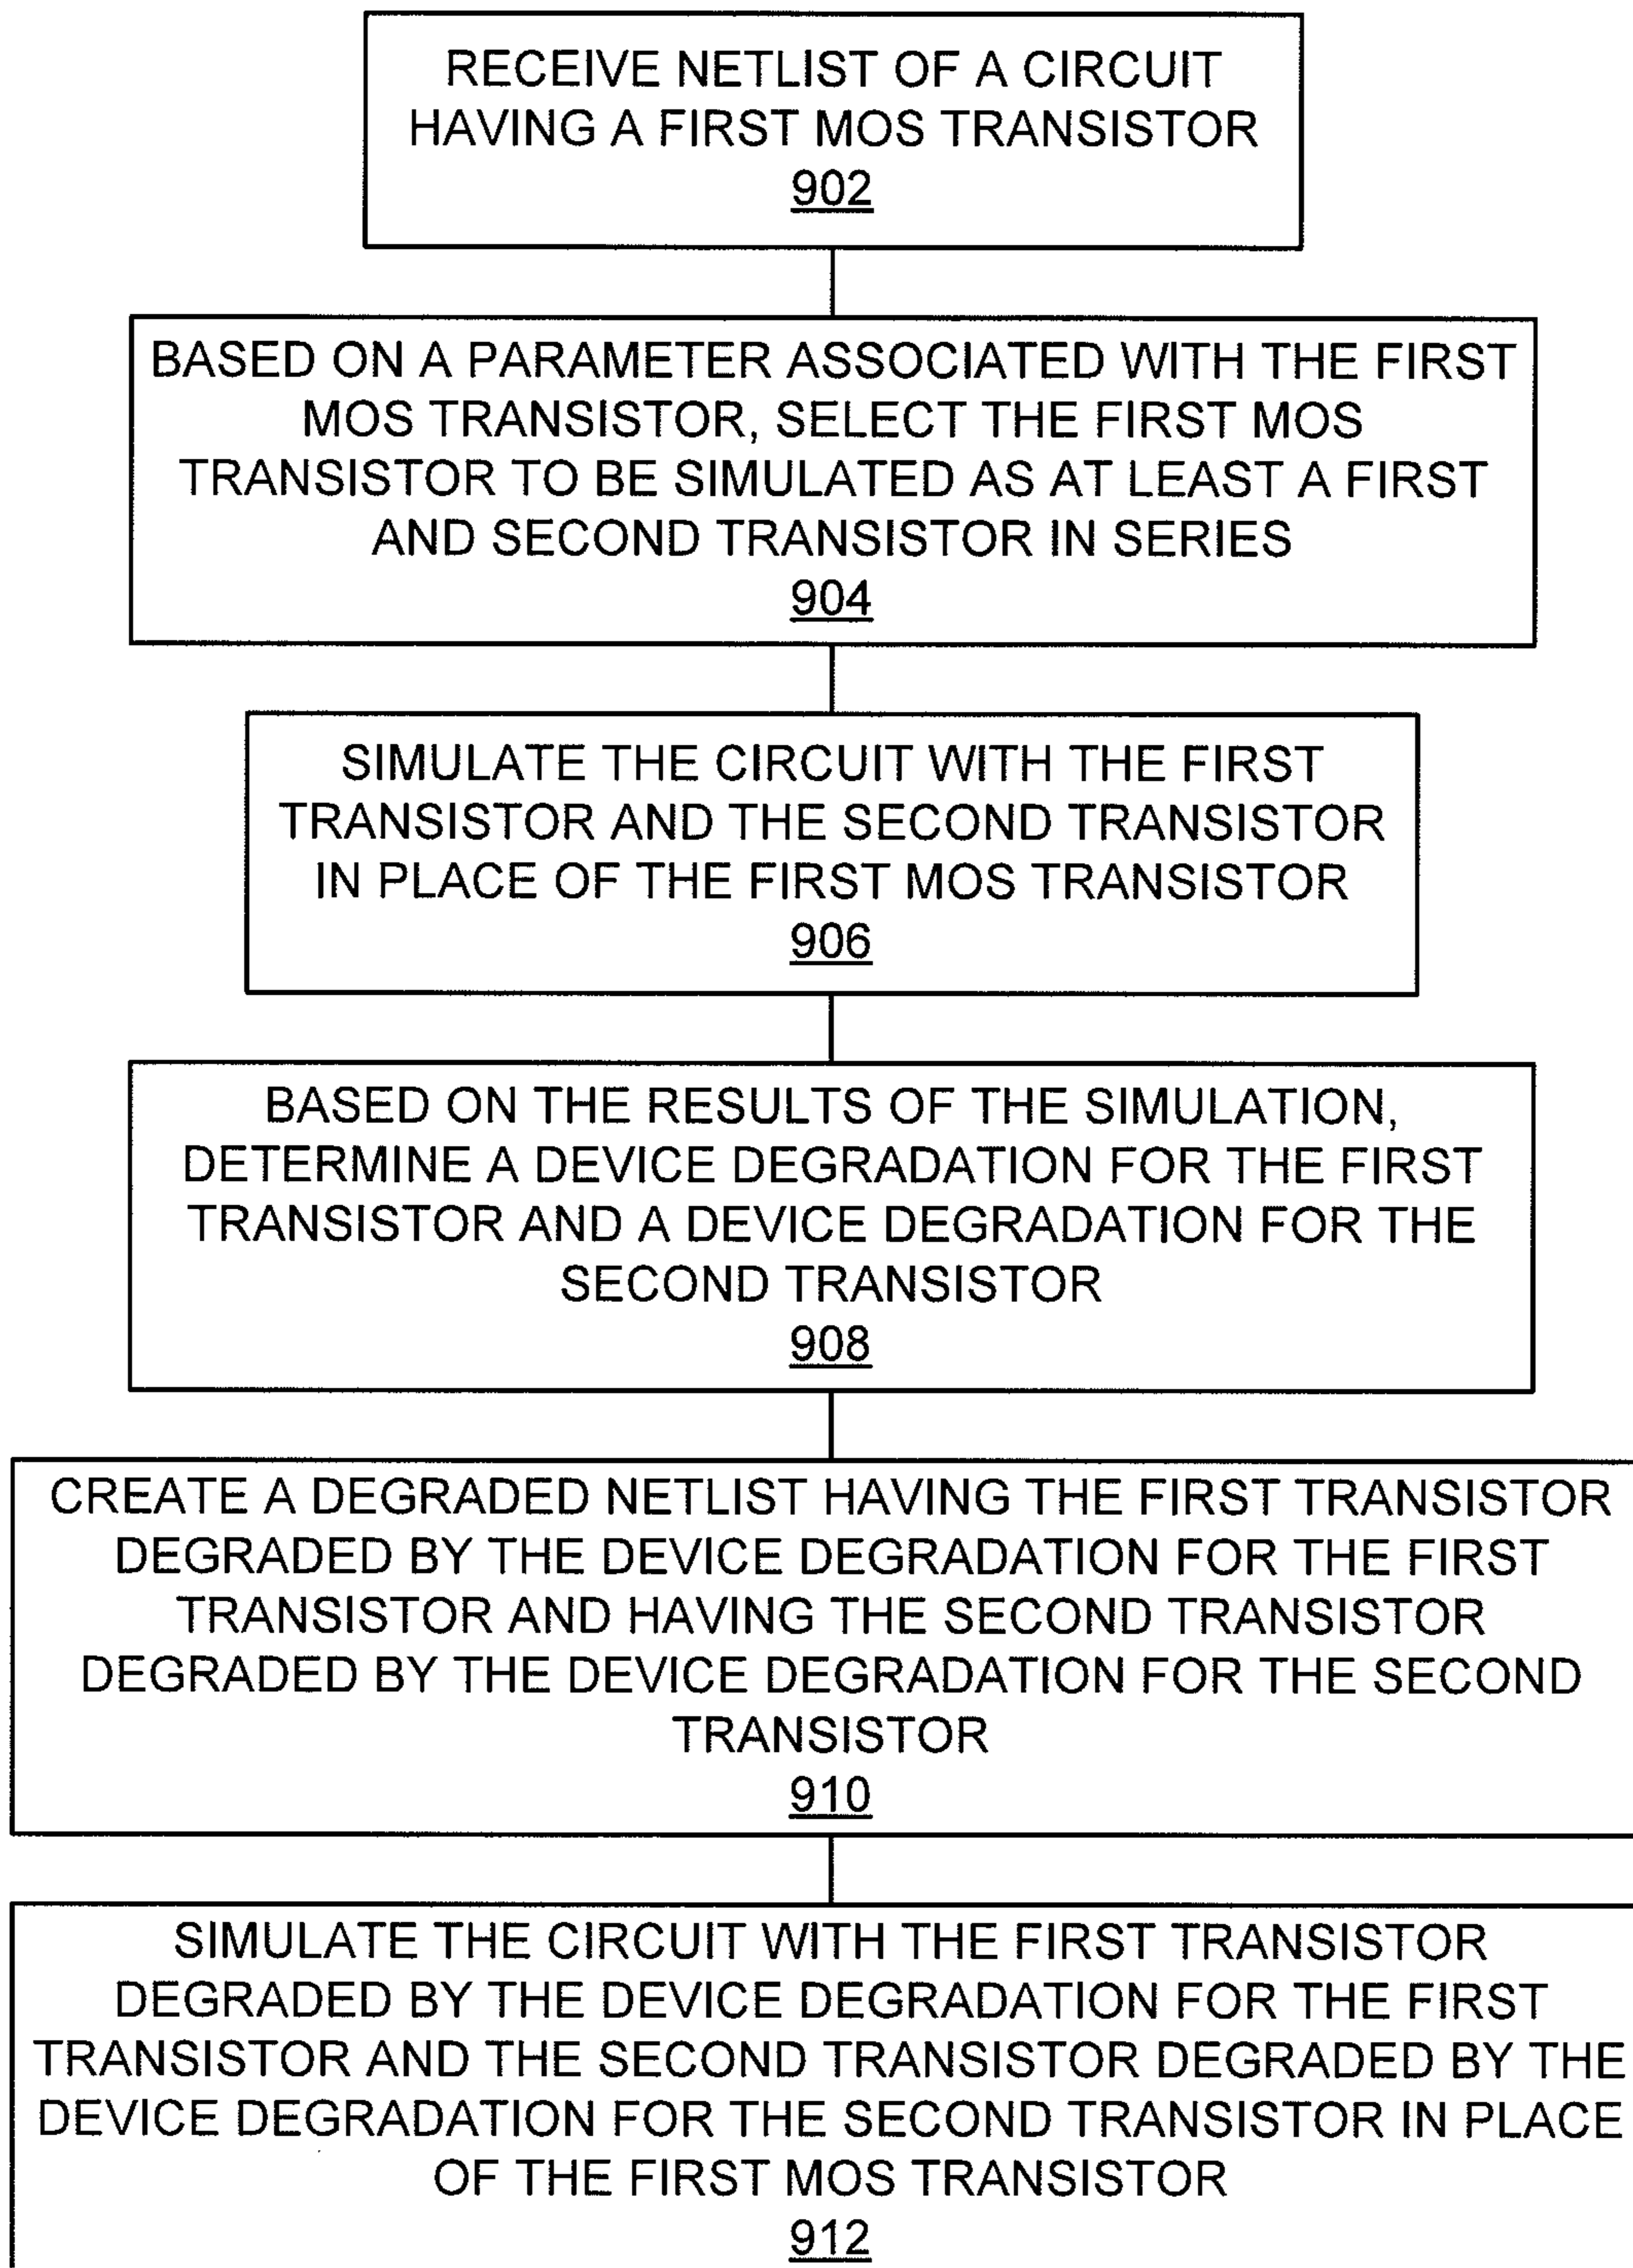 RECEIVE NETLIST OF A CIRCUIT
HAVING A FIRST MOS TRANSISTOR
902
BASED ON A PARAMETER ASSOCIATED WITH THE FIRST
MOS TRANSISTOR, SELECT THE FIRST MOS
TRANSISTOR TO BE SIMULATED AS AT LEAST A FIRST
AND SECOND TRANSISTOR IN SERIES
904
SIMULATE THE CIRCUIT WITH THE FIRST
TRANSISTOR AND THE SECOND TRANSISTOR
IN PLACE OF THE FIRST MOS TRANSISTOR
906
BASED ON THE RESULTS OF THE SIMULATION,
DETERMINE A DEVICE DEGRADATION FOR THE FIRST
TRANSISTOR AND A DEVICE DEGRADATION FOR THE
SECOND TRANSISTOR
908
CREATE A DEGRADED NETLIST HAVING THE FIRST TRANSISTOR
DEGRADED BY THE DEVICE DEGRADATION FOR THE FIRST
TRANSISTOR AND HAVING THE SECOND TRANSISTOR
DEGRADED BY THE DEVICE DEGRADATION FOR THE SECOND
TRANSISTOR
910
SIMULATE THE CIRCUIT WITH THE FIRST TRANSISTOR
DEGRADED BY THE DEVICE DEGRADATION FOR THE FIRST
TRANSISTOR AND THE SECOND TRANSISTOR DEGRADED BY THE
DEVICE DEGRADATION FOR THE SECOND TRANSISTOR IN PLACE
OF THE FIRST MOS TRANSISTOR
912